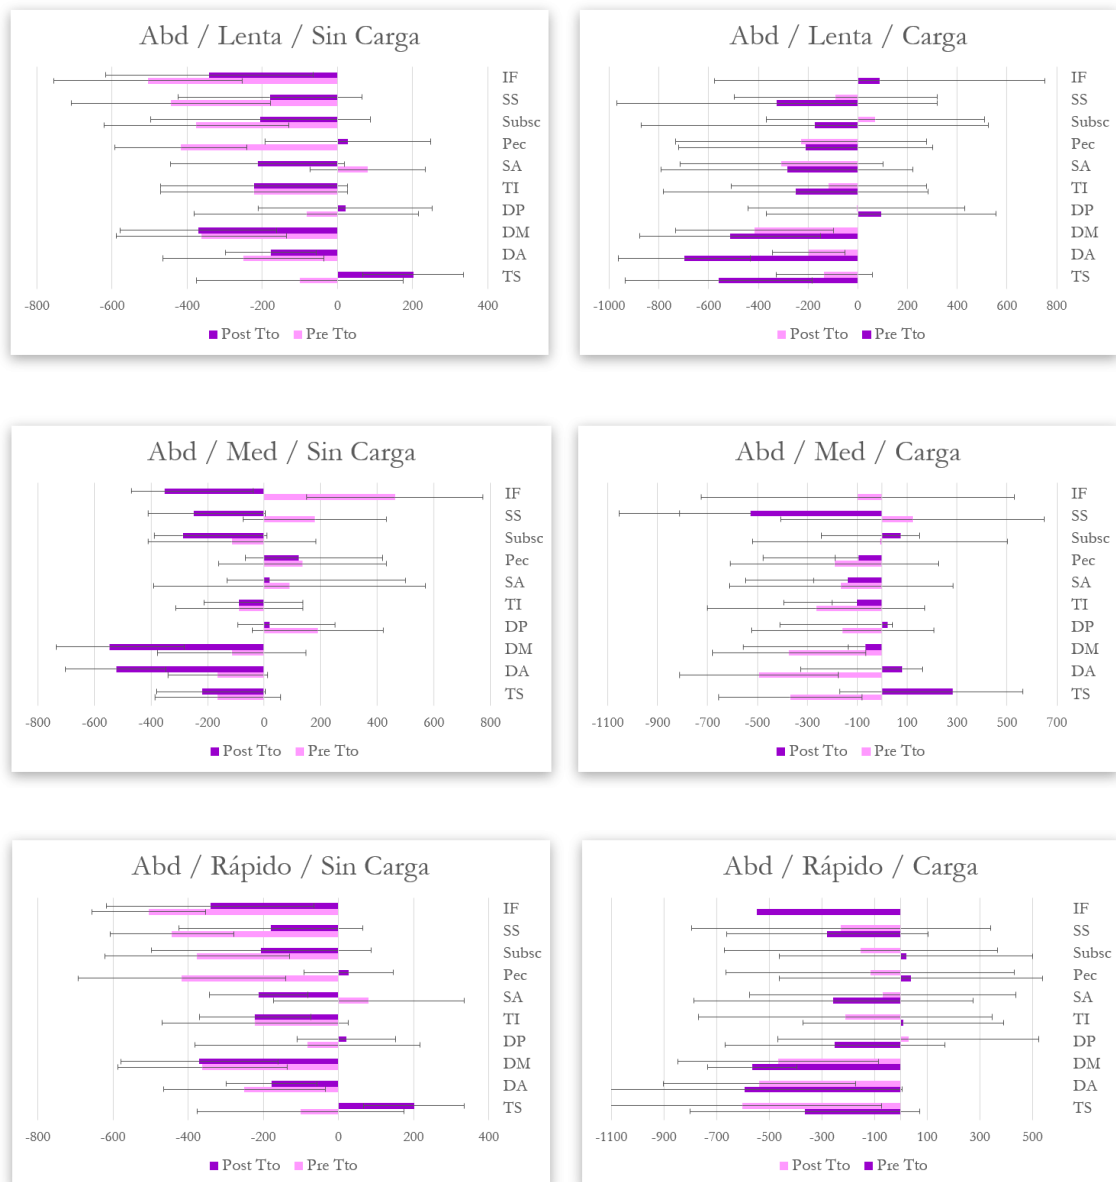 Abd / Lenta / Sin Carga
IF
SS
Subsc
Pec
SA
TI
DP
DM
DA
TS
-800 -600 -400 -200 0 200 400
Post Tto Pre Tto
Abd / Lenta / Carga
IF
SS
Subsc
Pec
SA
TI
DP
DM
DA
TS
-1000 -800 -600 -400 -200 0 200 400 600 800
Post Tto Pre Tto
Abd / Med / Sin Carga
IF
SS
Subsc
Pec
SA
TI
DP
DM
DA
TS
-800 -600 -400 -200 0 200 400 600 800
Post Tto Pre Tto
Abd / Med / Carga
IF
SS
Subsc
Pec
SA
TI
DP
DM
DA
TS
-1100 -900 -700 -500 -300 -100 100 300 500 700
Post Tto Pre Tto
Abd / Rápido / Sin Carga
IF
SS
Subsc
Pec
SA
TI
DP
DM
DA
TS
-800 -600 -400 -200 0 200 400
Post Tto Pre Tto
Abd / Rápido / Carga
IF
SS
Subsc
Pec
SA
TI
DP
DM
DA
TS
-1100 -900 -700 -500 -300 -100 100 300 500
Post Tto Pre Tto